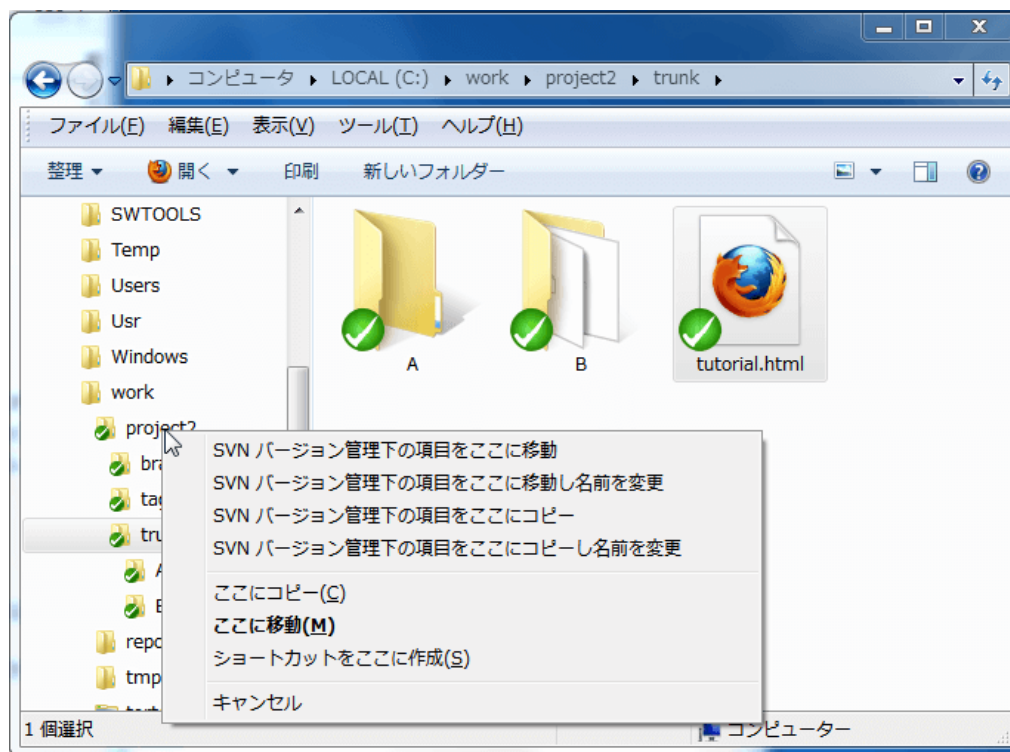 コンピュータ LOCAL (C:) work project2 trunk
ファイル(F) 編集(E) 表示(V) ツール(T) ヘルプ(H)
整理 開く 印刷 新しいフォルダー
SWTOOLS
Temp
Users
Usr
Windows
work
project2
A
B
tutorial.html
SVN バージョン管理下の項目をここに移動
SVN バージョン管理下の項目をここに移動し名前を変更
SVN バージョン管理下の項目をここにコピー
SVN バージョン管理下の項目をここにコピーし名前を変更
ここにコピー(C)
ここに移動(M)
ショートカットをここに作成(S)
キャンセル
tmp
1 個選択
コンピューター